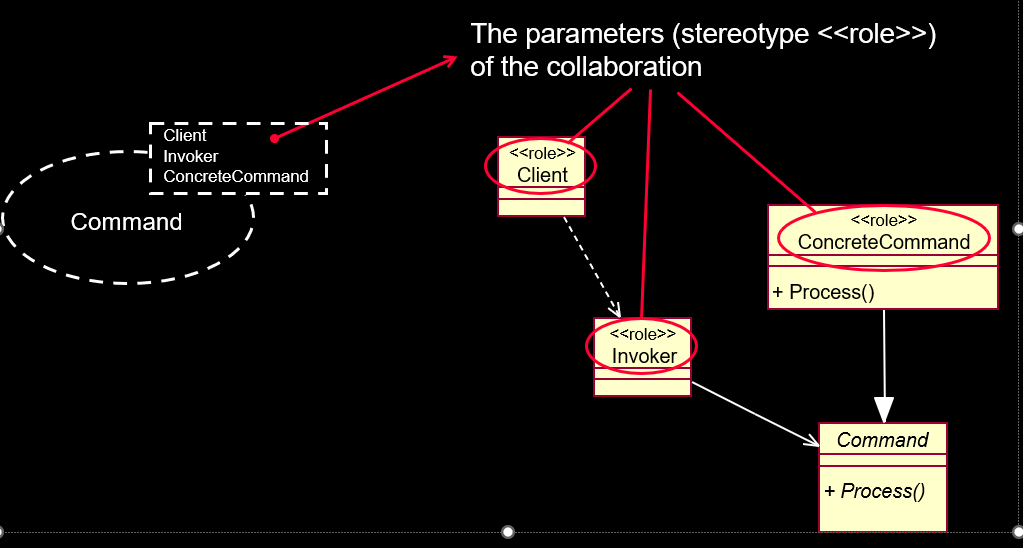 The parameters (stereotype <<role>>)
of the collaboration
Client
Invoker
ConcreteCommand
Command
<<role>>
Client
<<role>>
ConcreteCommand
+ Process()
<<role>>
Invoker
Command
+ Process()